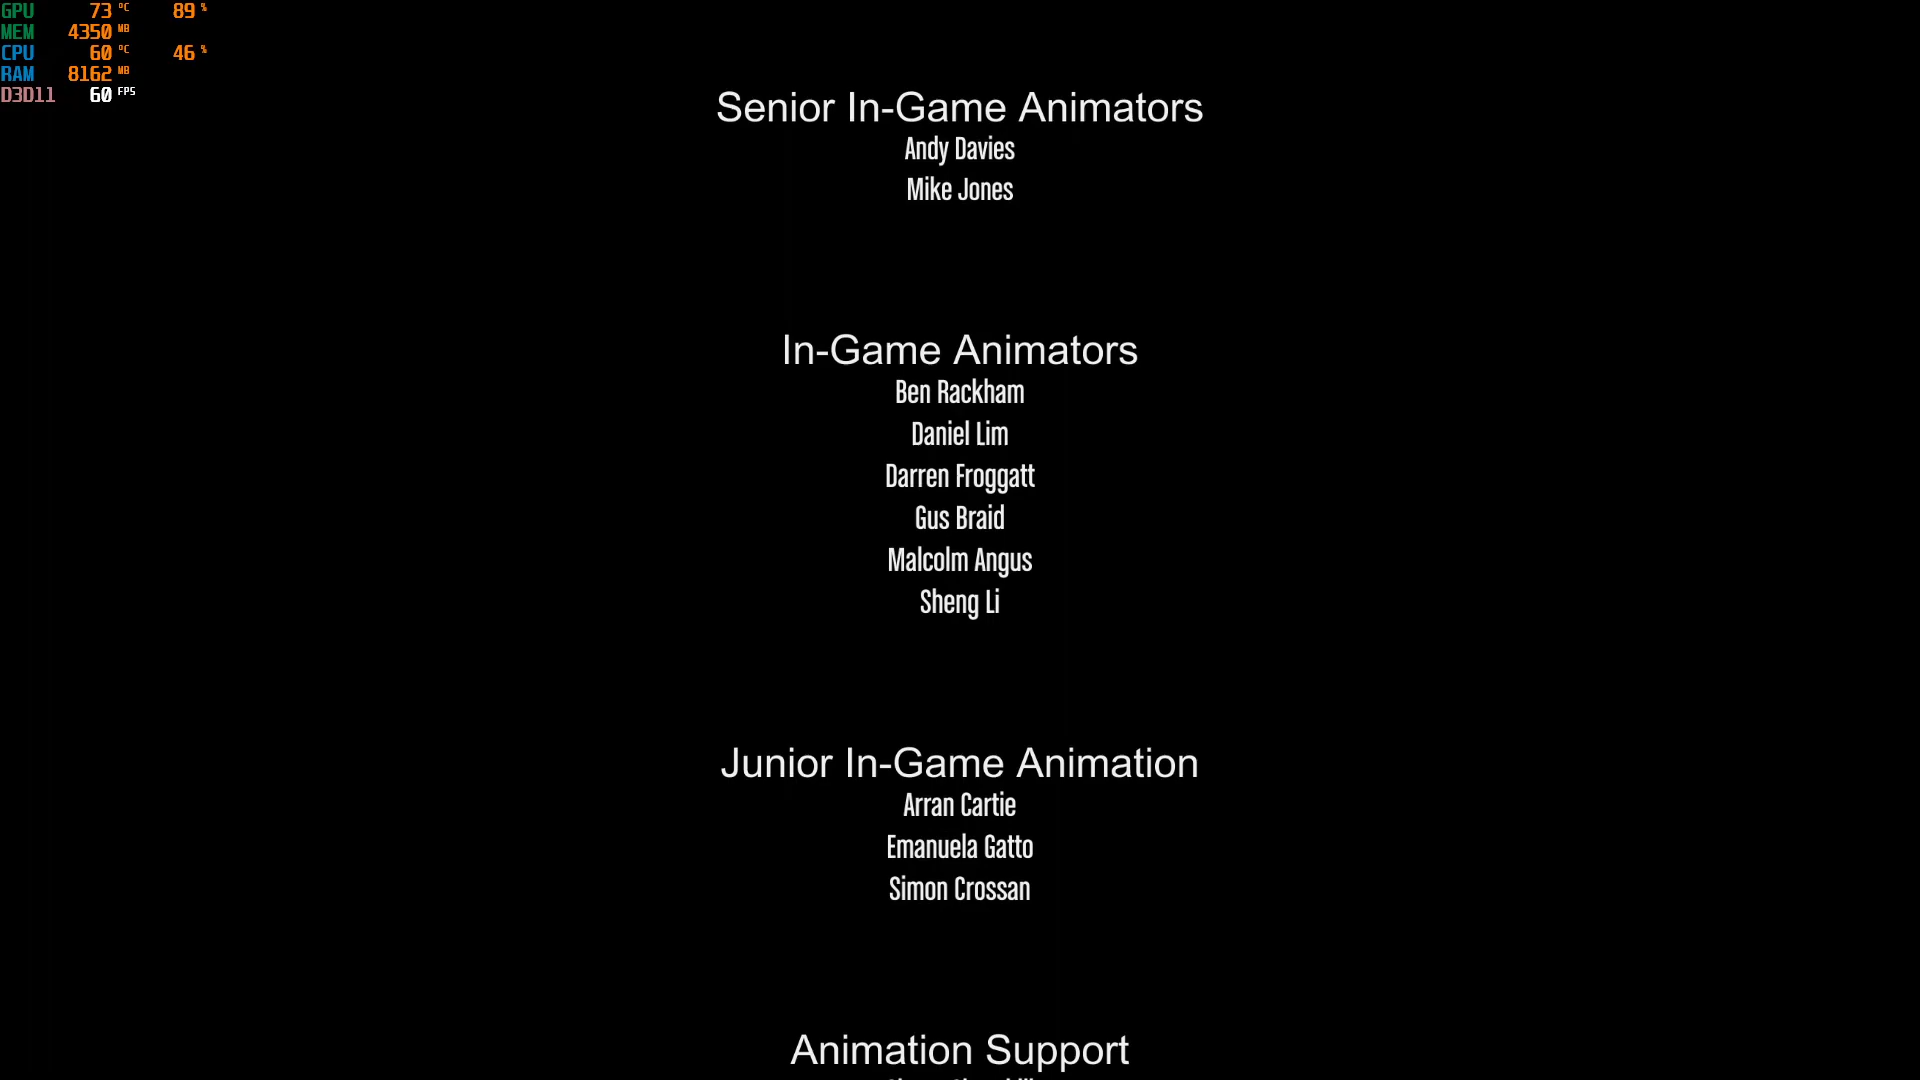 GPU 73 °C 89 %
MEM 4350 MB
CPU 60 °C 46 %
RAM 8162 MB
D3D11 60 FPS
Senior In-Game Animators
Andy Davies
Mike Jones
In-Game Animators
Ben Rackham
Daniel Lim
Darren Froggatt
Gus Braid
Malcolm Angus
Sheng Li
Junior In-Game Animation
Arran Cartie
Emanuela Gatto
Simon Crossan
Animation Support